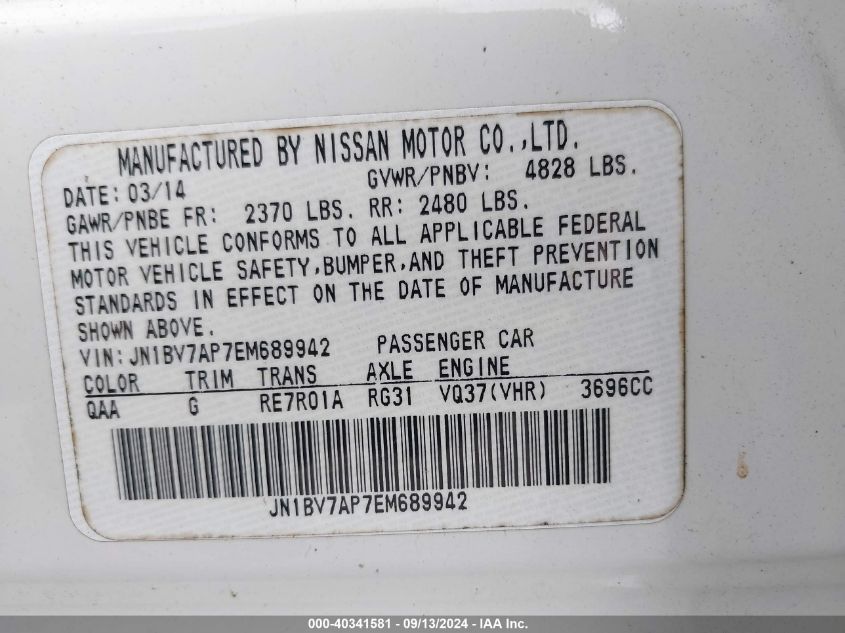 MANUFACTURED BY NISSAN MOTOR CO.,LTD.
DATE: 03/14 GVWR/PNBV: 4828 LBS.
GAWR/PNBE FR: 2370 LBS. RR: 2480 LBS.
THIS VEHICLE CONFORMS TO ALL APPLICABLE FEDERAL
MOTOR VEHICLE SAFETY,BUMPER,AND THEFT PREVENTION
STANDARDS IN EFFECT ON THE DATE OF MANUFACTURE
SHOWN ABOVE.
VIN:JN1BV7AP7EM689942 PASSENGER CAR
COLOR TRIM TRANS AXLE ENGINE
QAA G RE7R01A RG31 VQ37(VHR) 3696CC
JN1BV7AP7EM689942
000-40341581 - 09/13/2024 - IAA Inc.